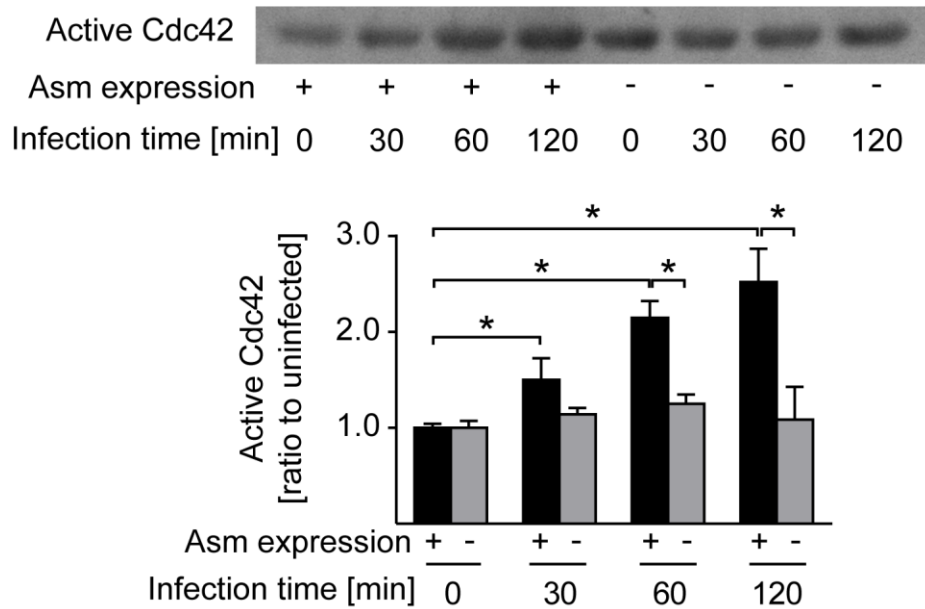 Active Cdc42
Asm expression + + + + - - - -
Infection time [min] 0 30 60 120 0 30 60 120
* *
3.0
* *
2.0
*
1.0
Active Cdc42
[ratio to uninfected]
Asm expression + - + - + - + -
Infection time [min] 0 30 60 120